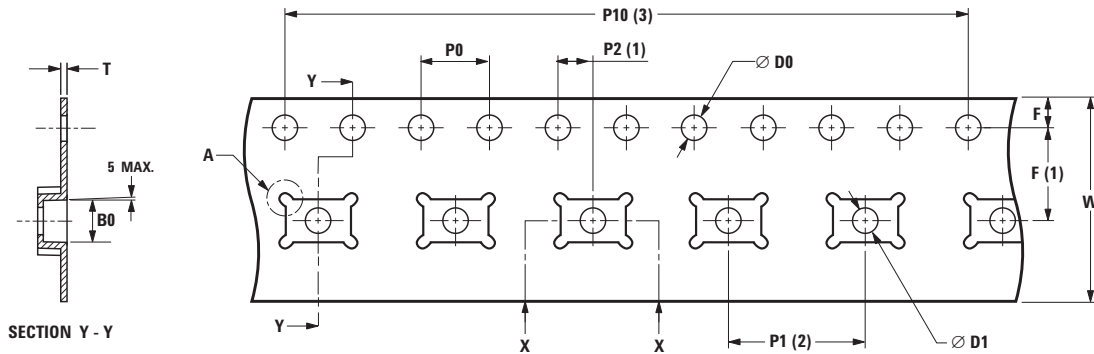 P10 (3)
T
P0
P2 (1)
Ø D0
Y
F
A
5 MAX.
F (1)
W
B0
Y
SECTION Y - Y
X
X
P1 (2)
Ø D1